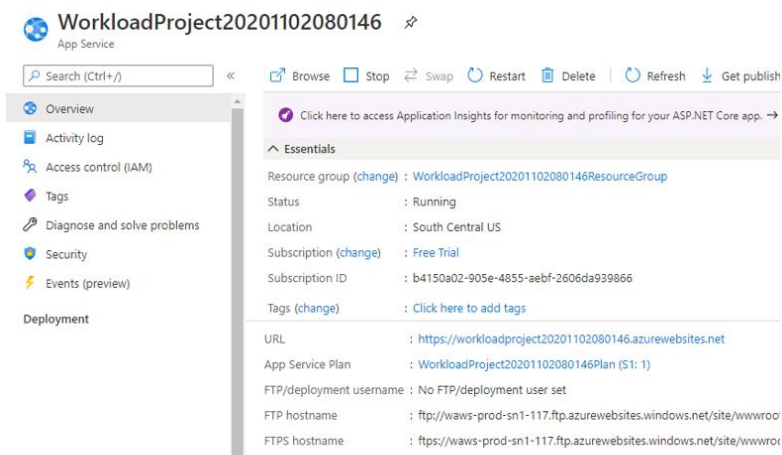 WorkloadProject20201102080146
App Service
Search (Ctrl+/)
«
Browse Stop Swap Restart Delete Refresh Get publish
Overview
Activity log
Access control (IAM)
Tags
Diagnose and solve problems
Security
Events (preview)
Deployment
Click here to access Application Insights for monitoring and profiling for your ASP.NET Core app. →
Essentials
Resource group (change) : WorkloadProject20201102080146ResourceGroup
Status : Running
Location : South Central US
Subscription (change) : Free Trial
Subscription ID : b4150a02-905e-4855-aebf-2606da939866
Tags (change) : Click here to add tags
URL : https://workloadproject20201102080146.azurewebsites.net
App Service Plan : WorkloadProject20201102080146Plan (S1: 1)
FTP/deployment username : No FTP/deployment user set
FTP hostname : ftp://waws-prod-sn1-117.ftp.azurewebsites.windows.net/site/wwwroo
FTPS hostname : ftps://waws-prod-sn1-117.ftp.azurewebsites.windows.net/site/wwwro